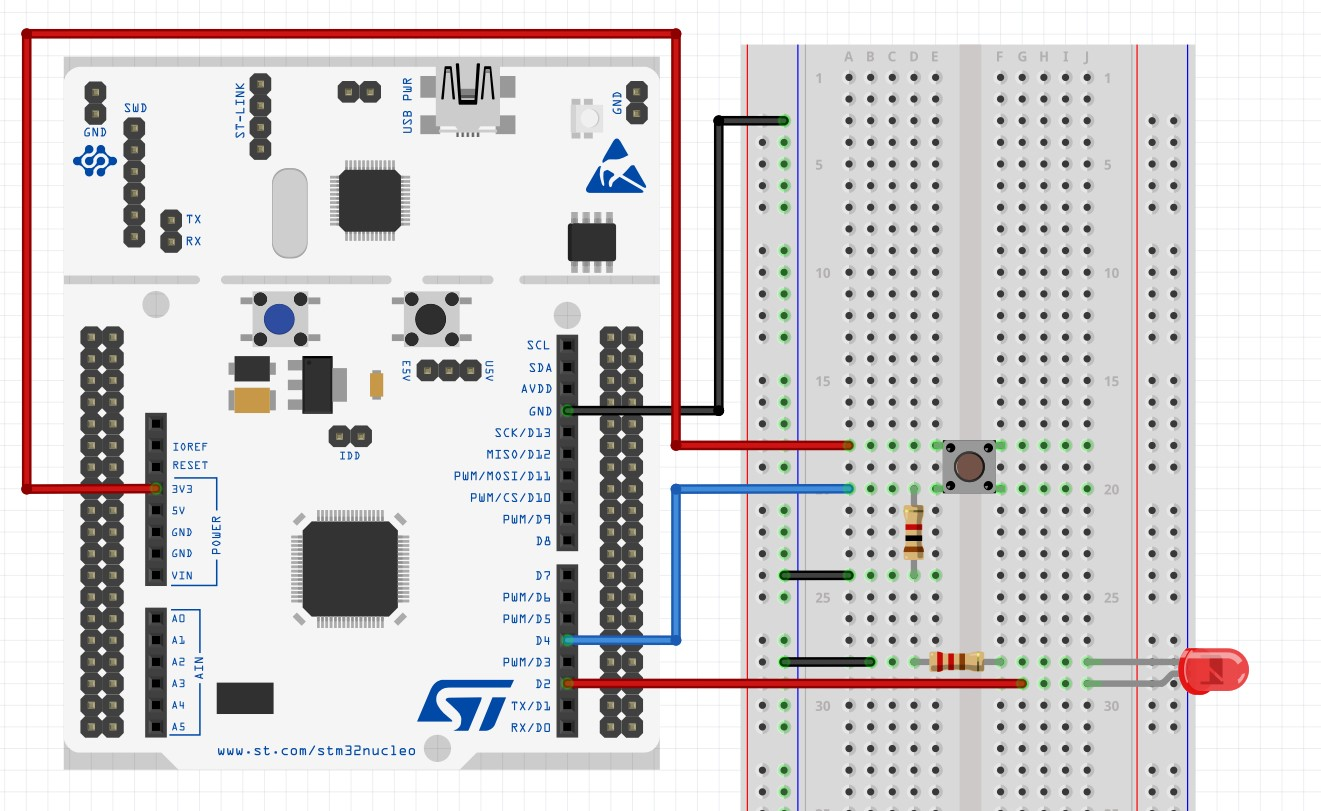 GND
SWD
ST-LINK
USB PWR
GND
TX
RX
E5V
U5V
IDD
IOREF
RESET
3V3
5V
GND
GND
VIN
POWER
A0
A1
A2
A3
A4
A5
AIN
SCL
SDA
AVDD
GND
SCK/D13
MISO/D12
PWM/MOSI/D11
PWM/CS/D10
PWM/D9
D8
D7
PWM/D6
PWM/D5
D4
PWM/D3
D2
TX/D1
RX/D0
ST
www.st.com/stm32nucleo
A B C D E F G H I J
1 1
5 5
10 10
15 15
20
25 25
30 30